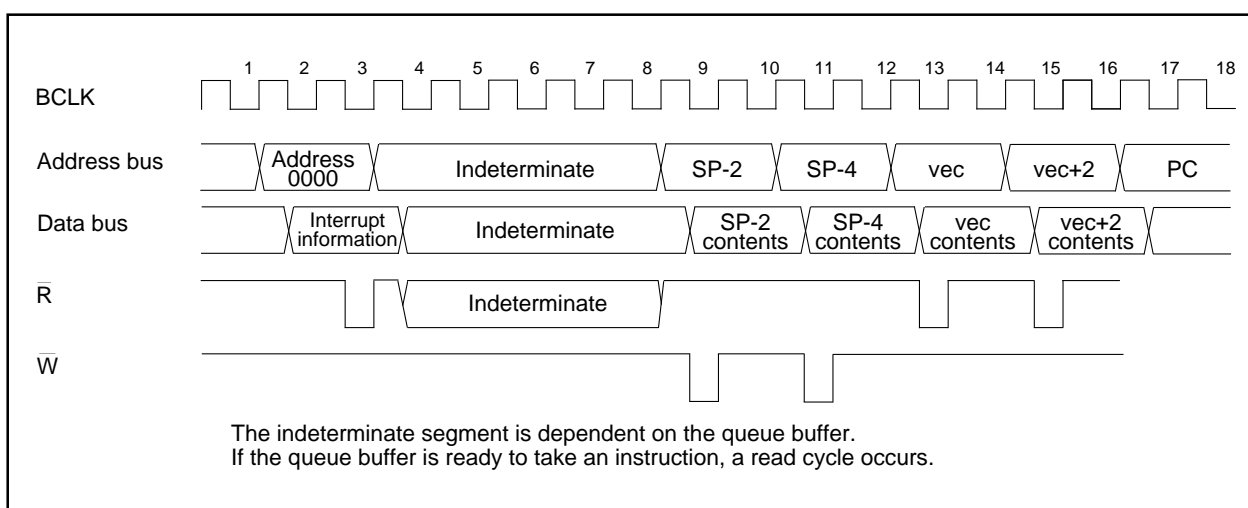 1 2 3 4 5 6 7 8 9 10 11 12 13 14 15 16 17 18
BCLK
Address bus
Address
0000
Indeterminate
SP-2
SP-4
vec
vec+2
PC
Data bus
Interrupt
information
Indeterminate
SP-2
contents
SP-4
contents
vec
contents
vec+2
contents
R̅
Indeterminate
W̅
The indeterminate segment is dependent on the queue buffer.
If the queue buffer is ready to take an instruction, a read cycle occurs.